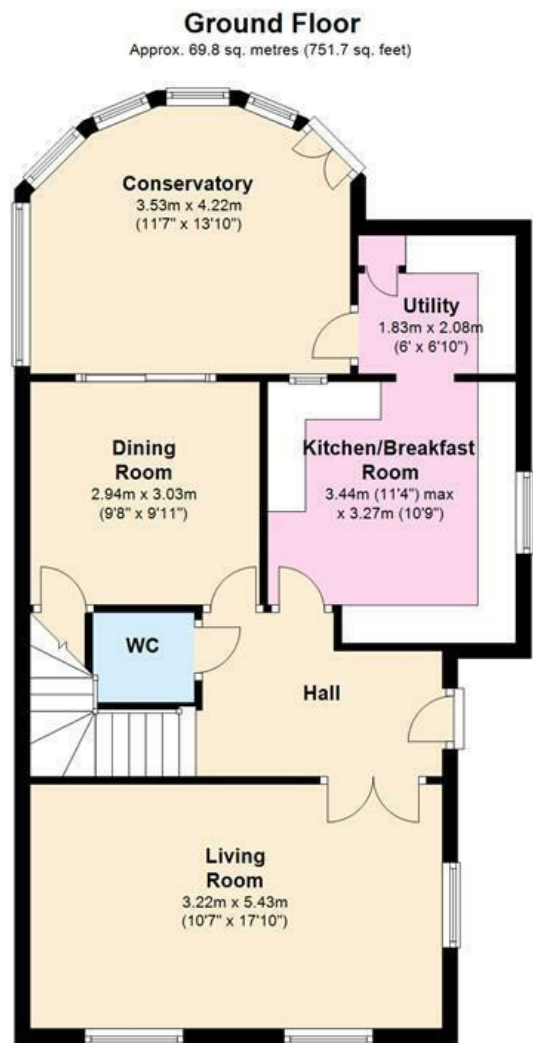 Ground Floor
Approx. 69.8 sq. metres (751.7 sq. feet)
Conservatory
3.53m x 4.22m
(11'7" x 13'10")
Utility
1.83m x 2.08m
(6' x 6'10")
Dining
Room
2.94m x 3.03m
(9'8" x 9'11")
Kitchen/Breakfast
Room
3.44m (11'4") max
x 3.27m (10'9")
WC
Hall
Living
Room
3.22m x 5.43m
(10'7" x 17'10")